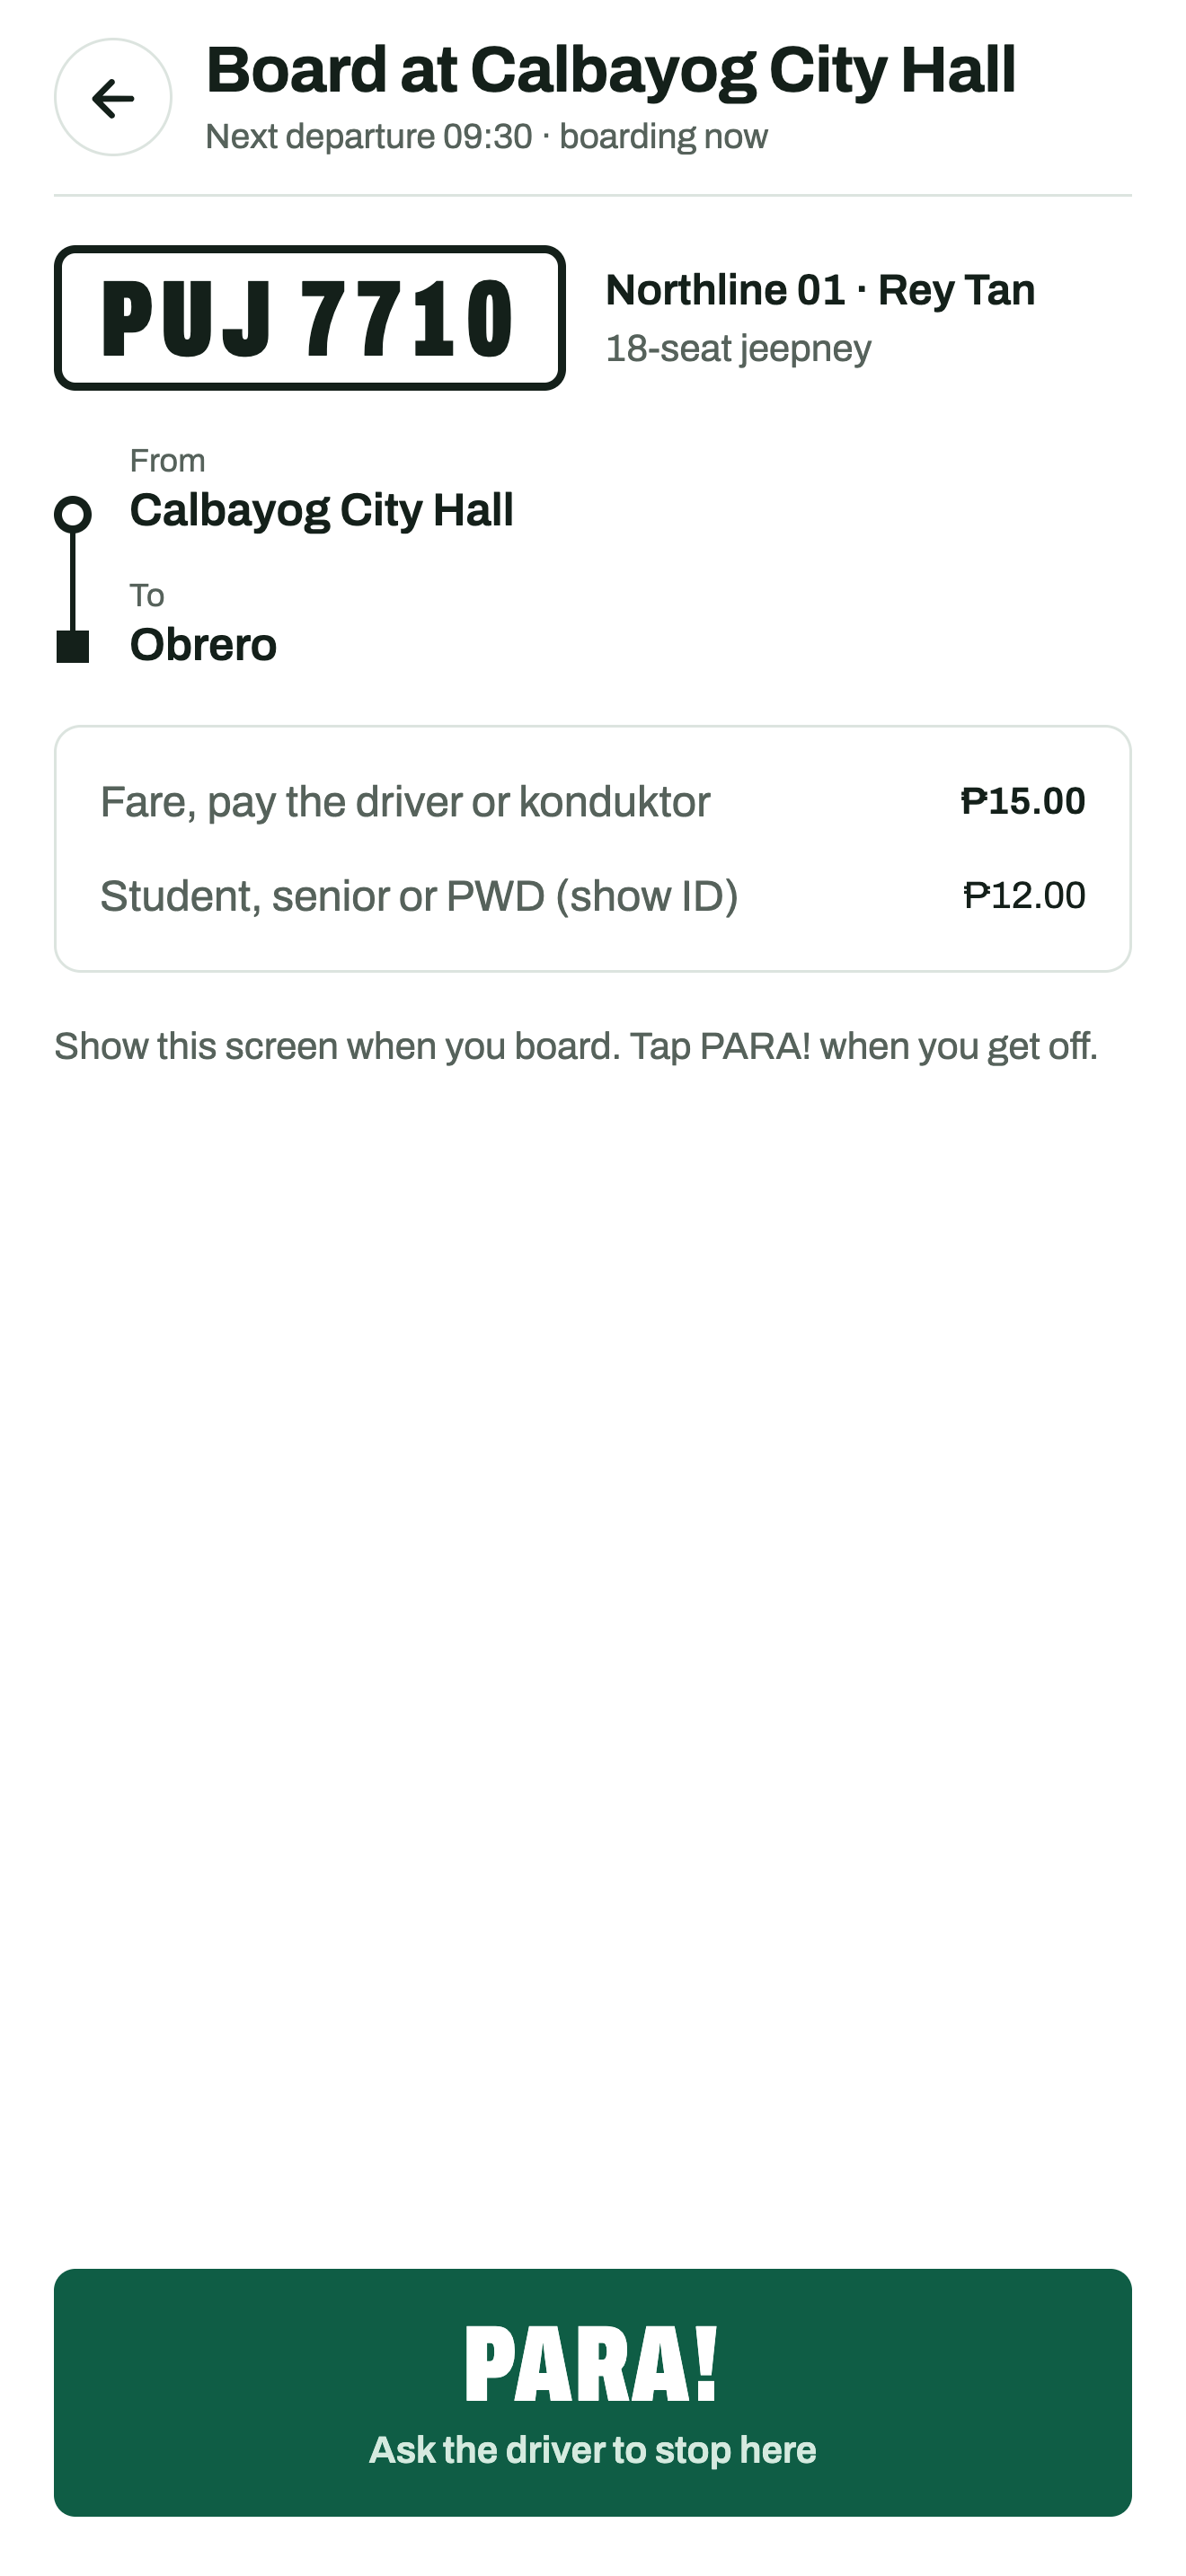 Board at Calbayog City Hall
Next departure 09:30 · boarding now
PUJ 7710
Northline 01 · Rey Tan
18-seat jeepney
From
Calbayog City Hall
To
Obrero
Fare, pay the driver or konduktor ₱15.00
Student, senior or PWD (show ID) ₱12.00
Show this screen when you board. Tap PARA! when you get off.
PARA!
Ask the driver to stop here